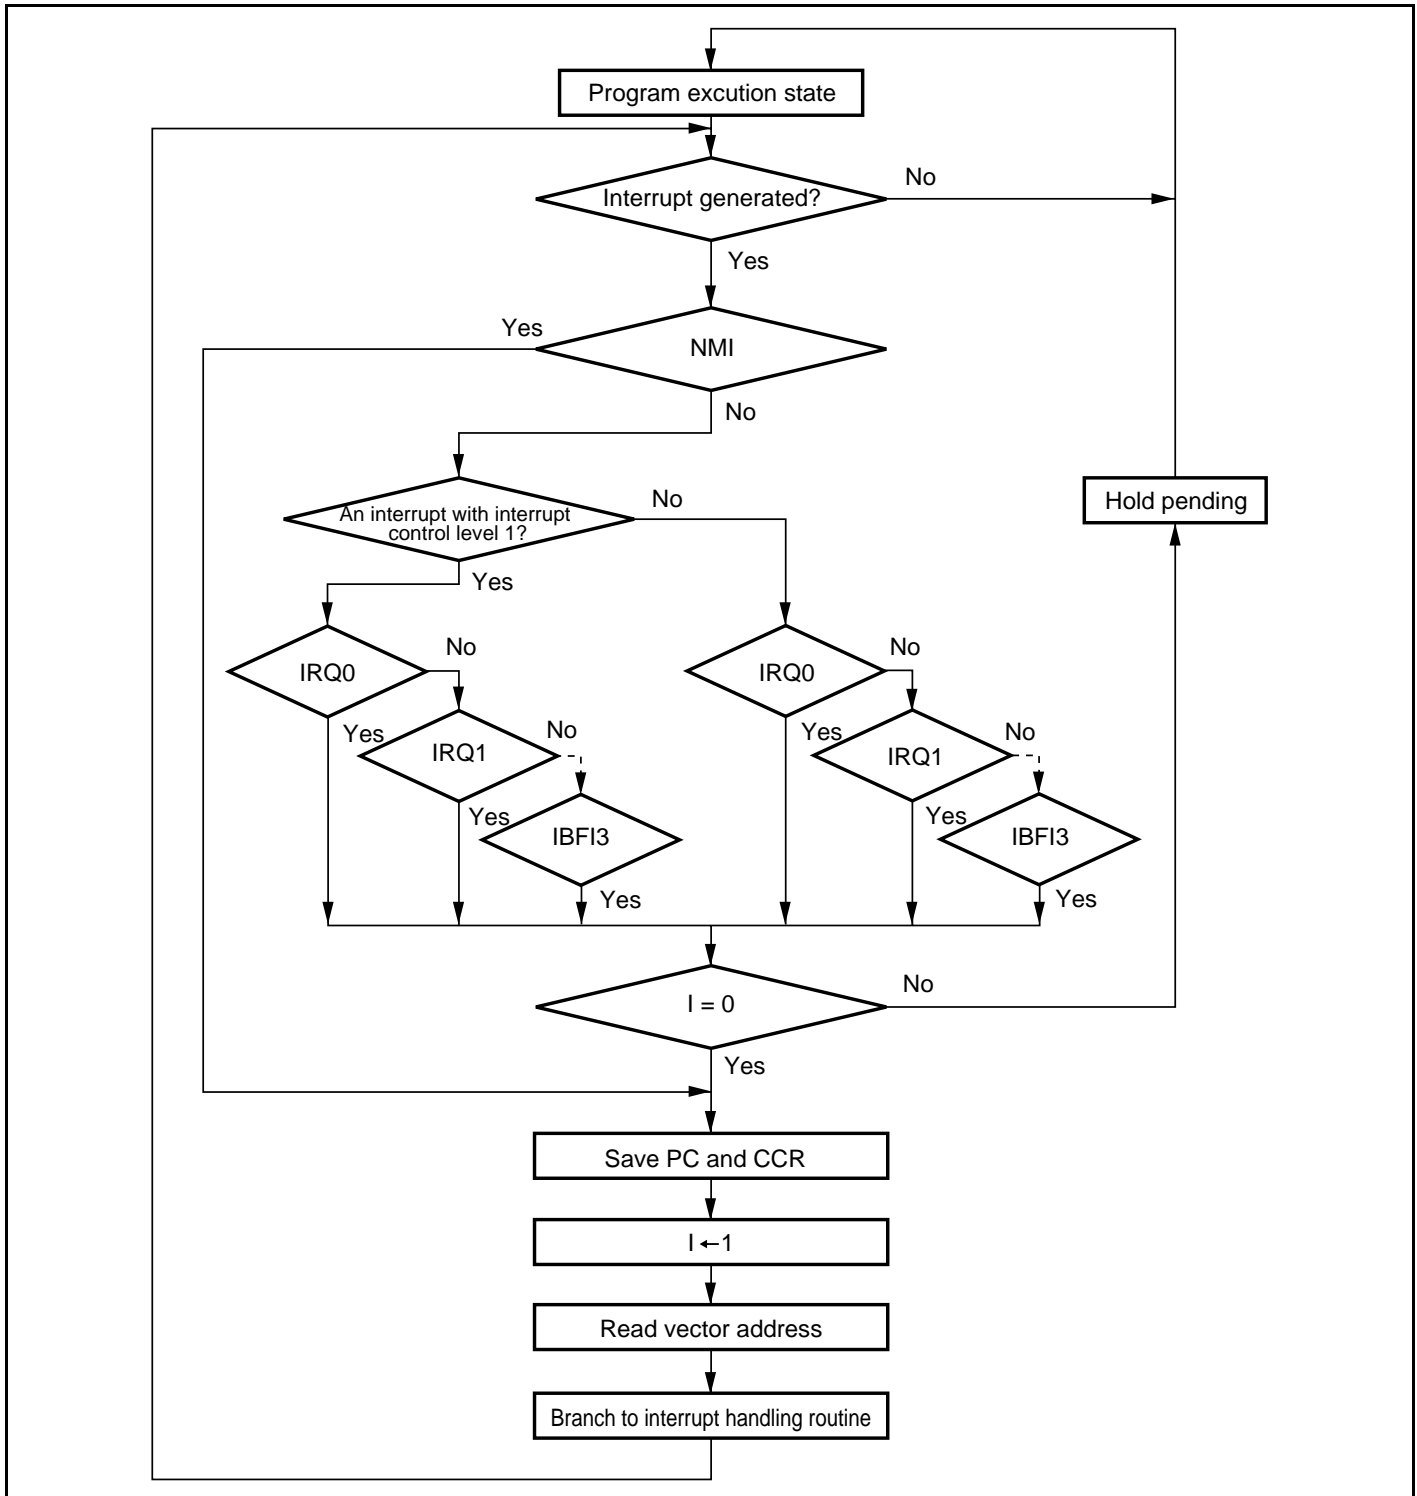 Program excution state
Interrupt generated?
No
Yes
Yes
NMI
No
An interrupt with interrupt
control level 1?
No
Yes
Hold pending
IRQ0
No
Yes
IRQ1
No
Yes
IBFI3
Yes
IRQ0
No
Yes
IRQ1
No
Yes
IBFI3
Yes
I = 0
No
Yes
Save PC and CCR
I ←1
Read vector address
Branch to interrupt handling routine